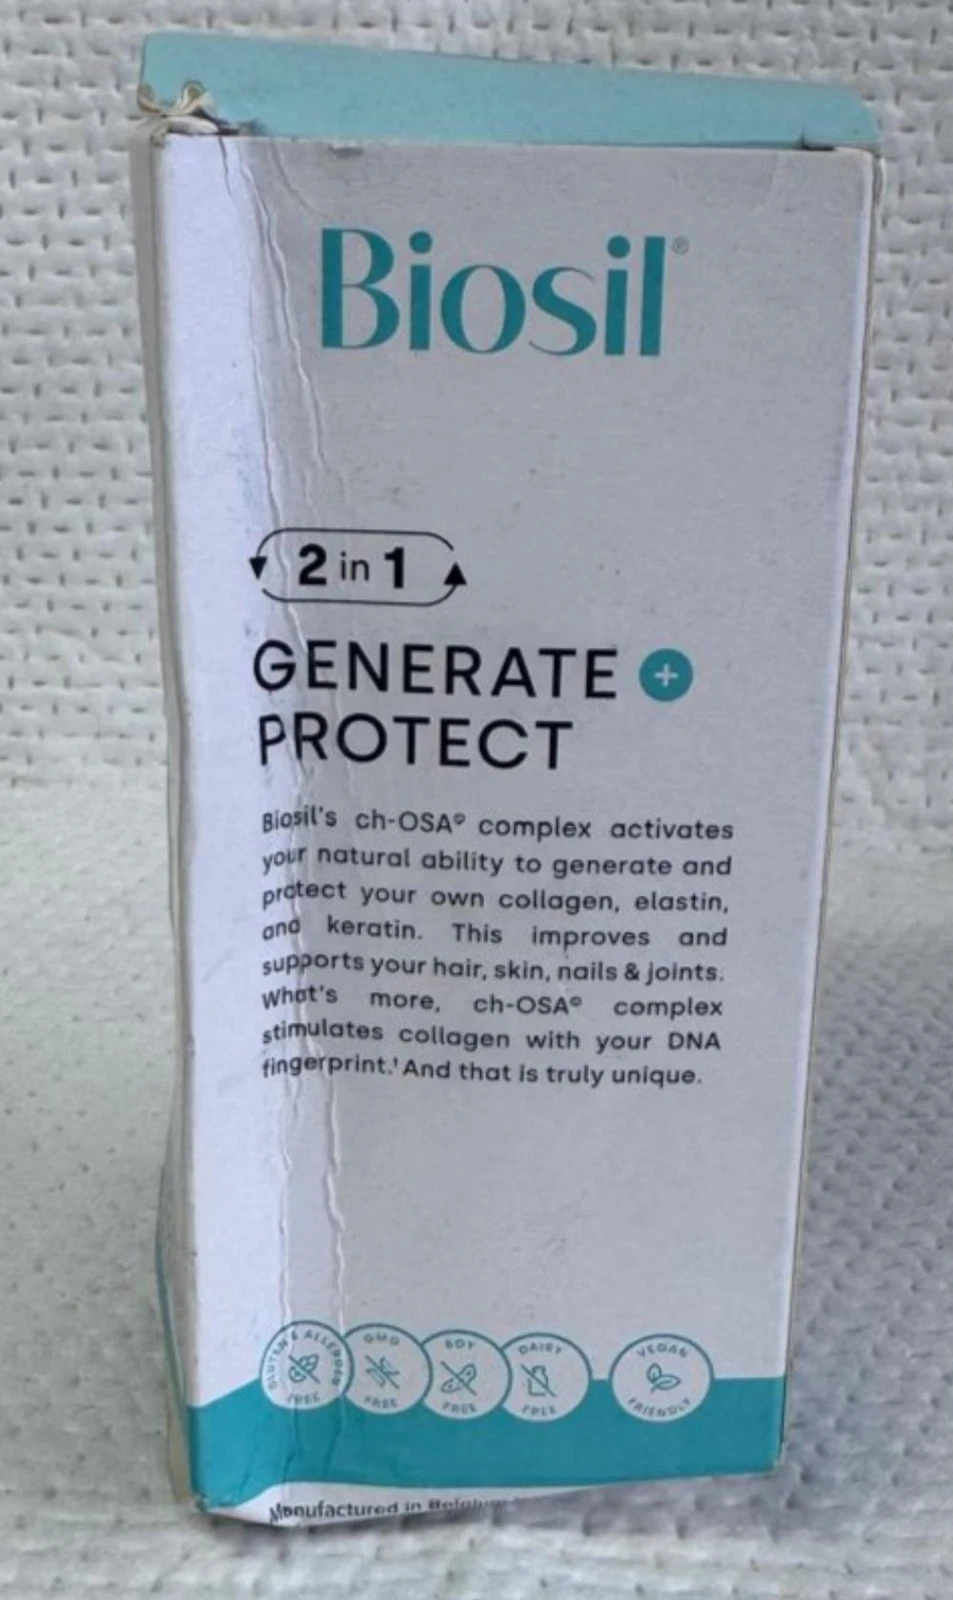 Biosil®
2 in 1
GENERATE +
PROTECT
Biosil's ch-OSA® complex activates
your natural ability to generate and
protect your own collagen, elastin,
and keratin. This improves and
supports your hair, skin, nails & joints.
What's more, ch-OSA® complex
stimulates collagen with your DNA
fingerprint.¹ And that is truly unique.
GLUTEN & ALLERGEN FREE
GMO FREE
SOY FREE
DAIRY FREE
VEGAN FRIENDLY
Manufactured in Belgium